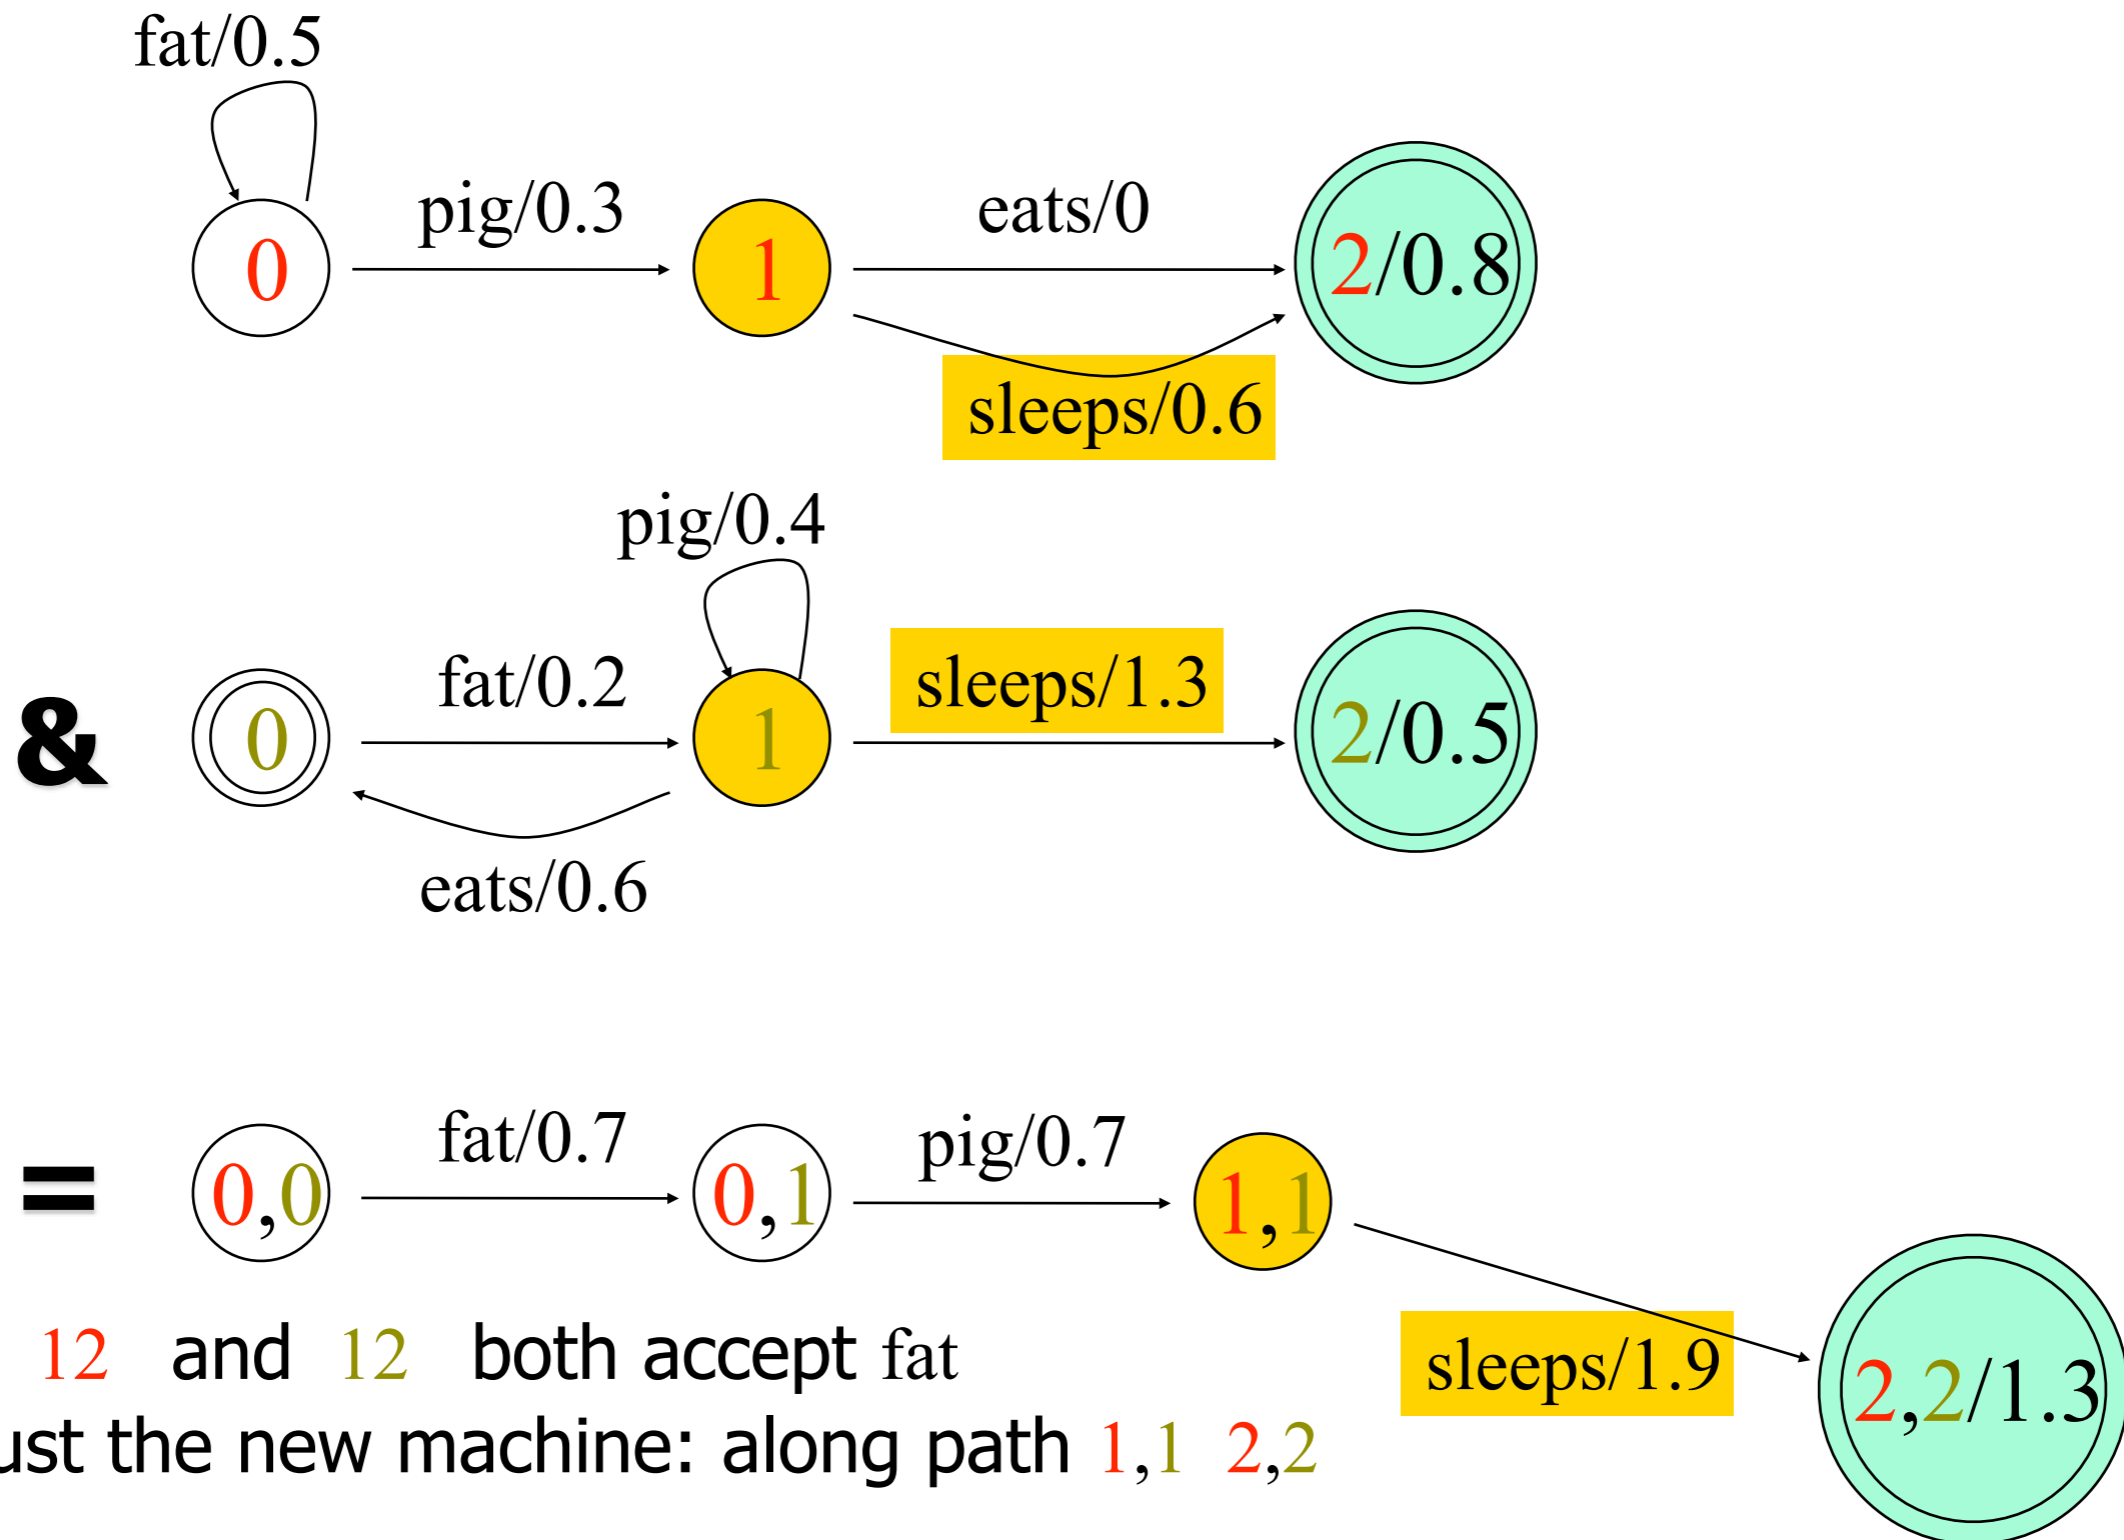 fat/0.5
pig/0.3
eats/0
0
1
2/0.8
sleeps/0.6
pig/0.4
fat/0.2
sleeps/1.3
&
0
1
2/0.5
eats/0.6
fat/0.7
pig/0.7
=
0,0
0,1
1,1
12 and 12 both accept fat
sleeps/1.9
2,2/1.3
the new machine: along path 1,1 2,2